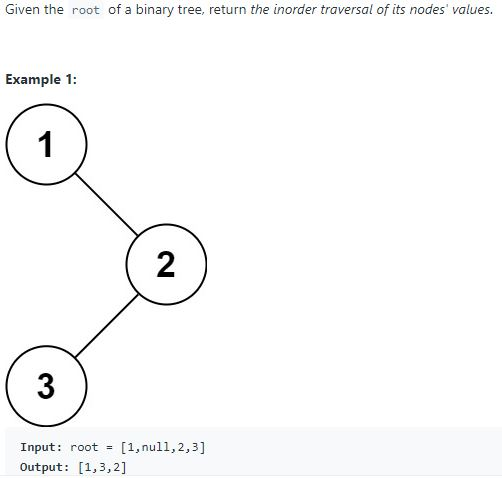 Given the root of a binary tree, return the inorder traversal of its nodes' values.
Example 1:
1
2
3
Input: root = [1,null,2,3]
Output: [1,3,2]